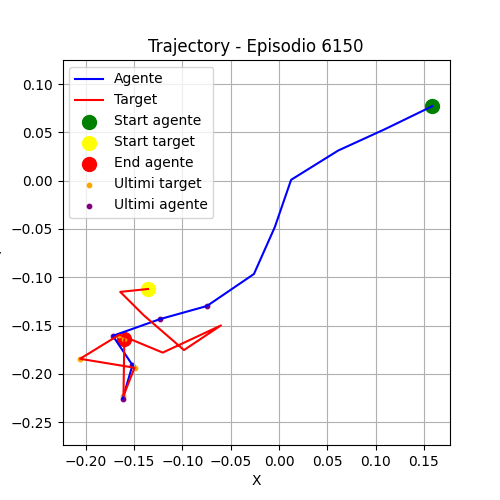 Trajectory - Episodio 6150
Agente
Target
Start agente
Start target
End agente
Ultimi target
Ultimi agente
0.10
0.05
0.00
−0.05
−0.10
−0.15
−0.20
−0.25
−0.20 −0.15 −0.10 −0.05 0.00 0.05 0.10 0.15
X